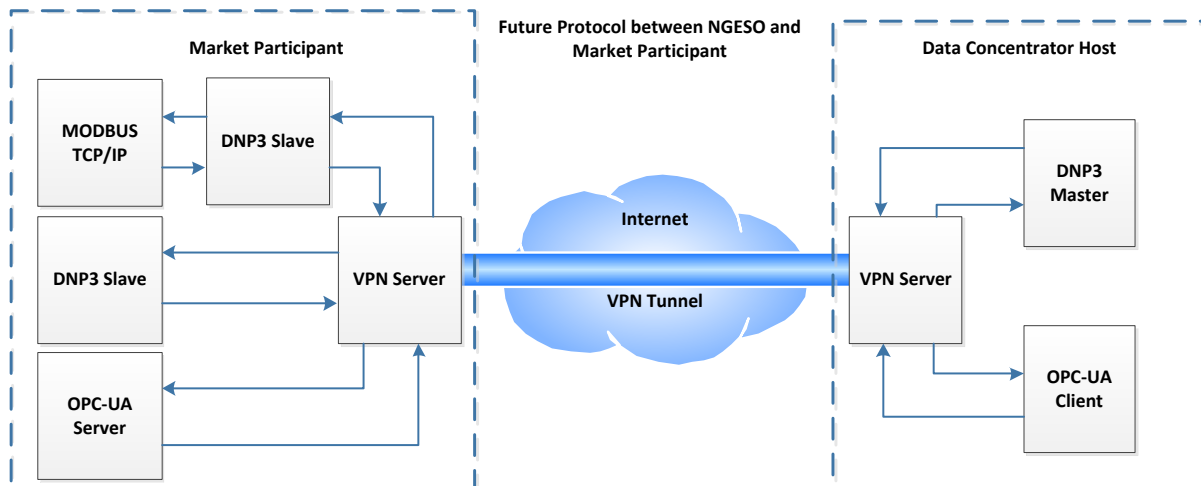 Market Participant
Future Protocol between NGESO and
Market Participant
Data Concentrator Host
MODBUS
TCP/IP
DNP3 Slave
DNP3 Slave
OPC-UA
Server
VPN Server
Internet
VPN Tunnel
VPN Server
DNP3
Master
OPC-UA
Client